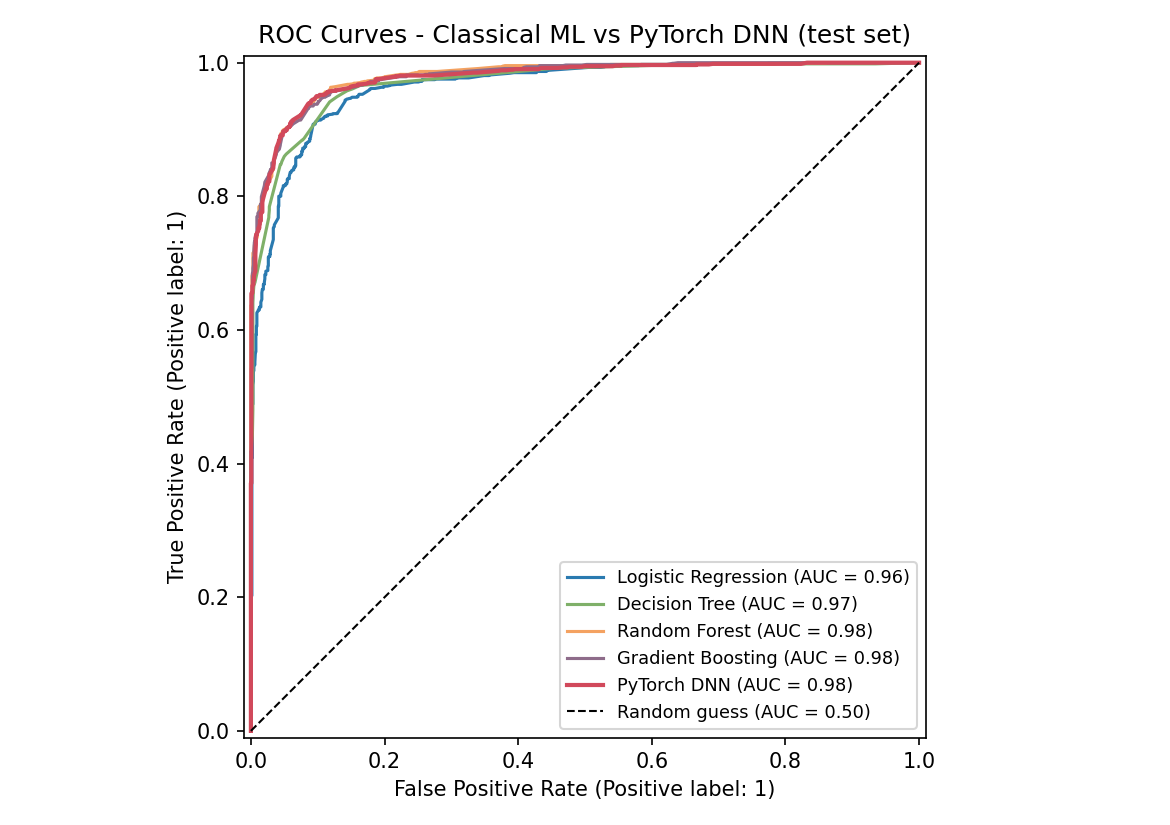 ROC Curves - Classical ML vs PyTorch DNN (test set)
True Positive Rate (Positive label: 1)
1.0
0.8
0.6
0.4
0.2
0.0
Logistic Regression (AUC = 0.96)
Decision Tree (AUC = 0.97)
Random Forest (AUC = 0.98)
Gradient Boosting (AUC = 0.98)
PyTorch DNN (AUC = 0.98)
Random guess (AUC = 0.50)
0.0 0.2 0.4 0.6 0.8 1.0
False Positive Rate (Positive label: 1)